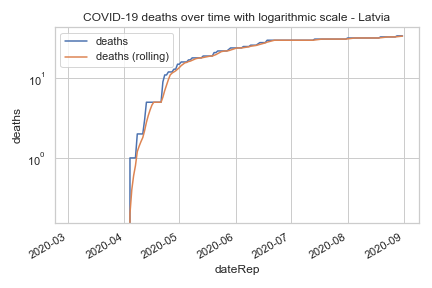 COVID-19 deaths over time with logarithmic scale - Latvia
deaths
deaths (rolling)
10¹
10⁰
deaths
2020-03
2020-04
2020-05
2020-06
2020-07
2020-08
2020-09
dateRep